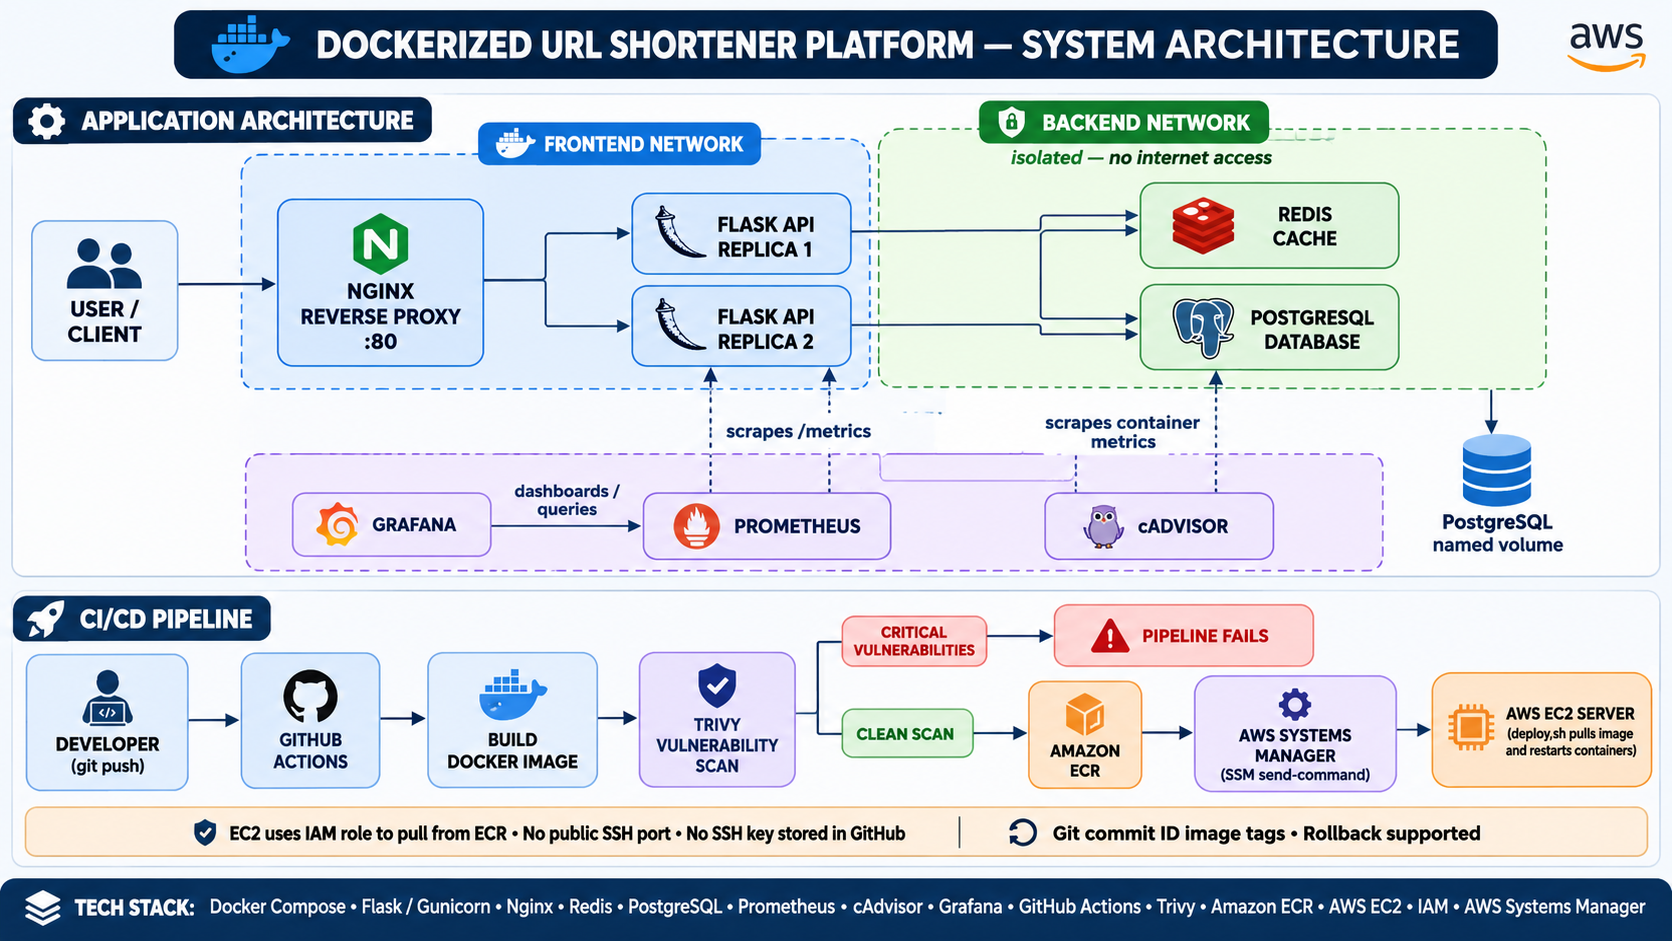 DOCKERIZED URL SHORTENER PLATFORM — SYSTEM ARCHITECTURE
aws
APPLICATION ARCHITECTURE
FRONTEND NETWORK
BACKEND NETWORK
isolated — no internet access
USER /
CLIENT
NGINX
REVERSE PROXY
:80
FLASK API
REPLICA 1
FLASK API
REPLICA 2
REDIS
CACHE
POSTGRESQL
DATABASE
scrapes /metrics
scrapes container
metrics
GRAFANA
dashboards /
queries
PROMETHEUS
cADVISOR
PostgreSQL
named volume
CI/CD PIPELINE
DEVELOPER
(git push)
GITHUB
ACTIONS
BUILD
DOCKER IMAGE
TRIVY
VULNERABILITY
SCAN
CRITICAL
VULNERABILITIES
PIPELINE FAILS
CLEAN SCAN
AMAZON
ECR
AWS SYSTEMS
MANAGER
(SSM send-command)
AWS EC2 SERVER
(deploy,sh pulls image
and restarts containers)
EC2 uses IAM role to pull from ECR • No public SSH port • No SSH key stored in GitHub
Git commit ID image tags • Rollback supported
TECH STACK: Docker Compose • Flask / Gunicorn • Nginx • Redis • PostgreSQL • Prometheus • cAdvisor • Grafana • GitHub Actions • Trivy • Amazon ECR • AWS EC2 • IAM • AWS Systems Manager